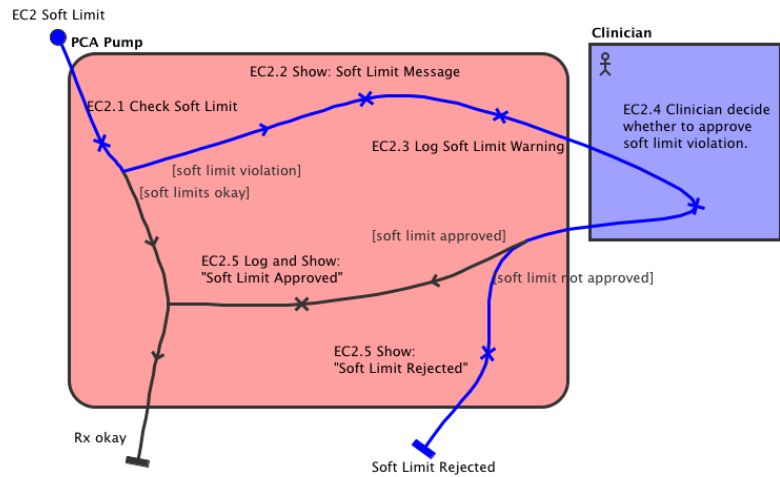 EC2 Soft Limit
PCA Pump
Clinician
EC2.2 Show: Soft Limit Message
EC2.1 Check Soft Limit
EC2.4 Clinician decide
whether to approve
soft limit violation.
EC2.3 Log Soft Limit Warning
[soft limit violation]
[soft limits okay]
[soft limit approved]
EC2.5 Log and Show:
"Soft Limit Approved"
[soft limit not approved]
EC2.5 Show:
"Soft Limit Rejected"
Rx okay
Soft Limit Rejected